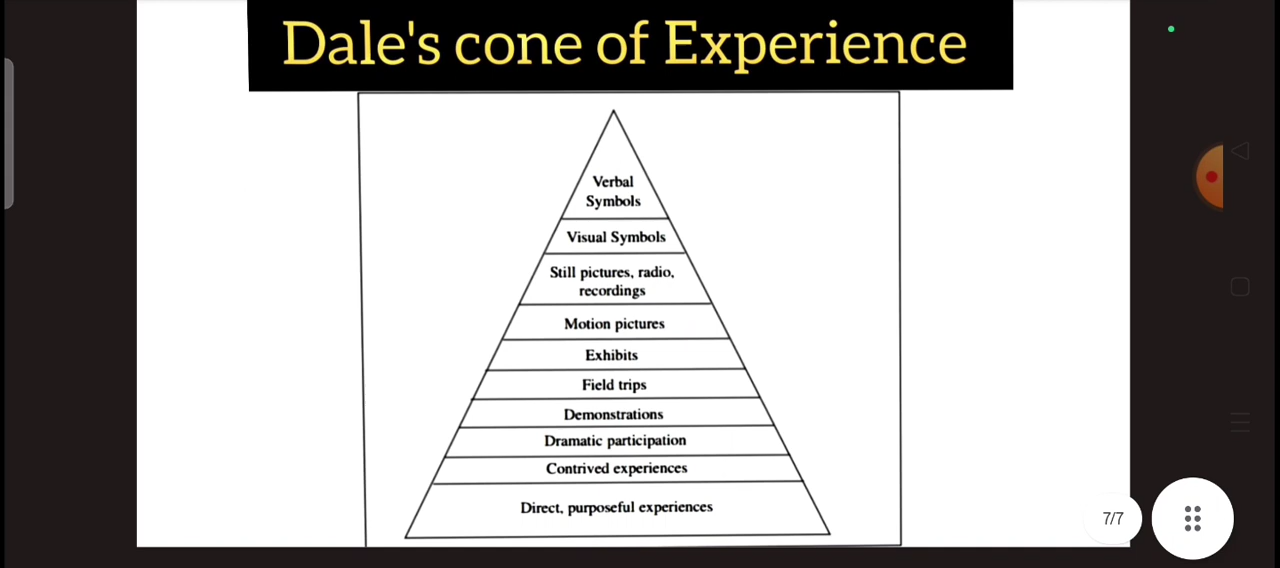 Dale's cone of Experience
Verbal
Symbols
Visual Symbols
Still pictures, radio,
recordings
Motion pictures
Exhibits
Field trips
Demonstrations
Dramatic participation
Contrived experiences
Direct, purposeful experiences
7/7